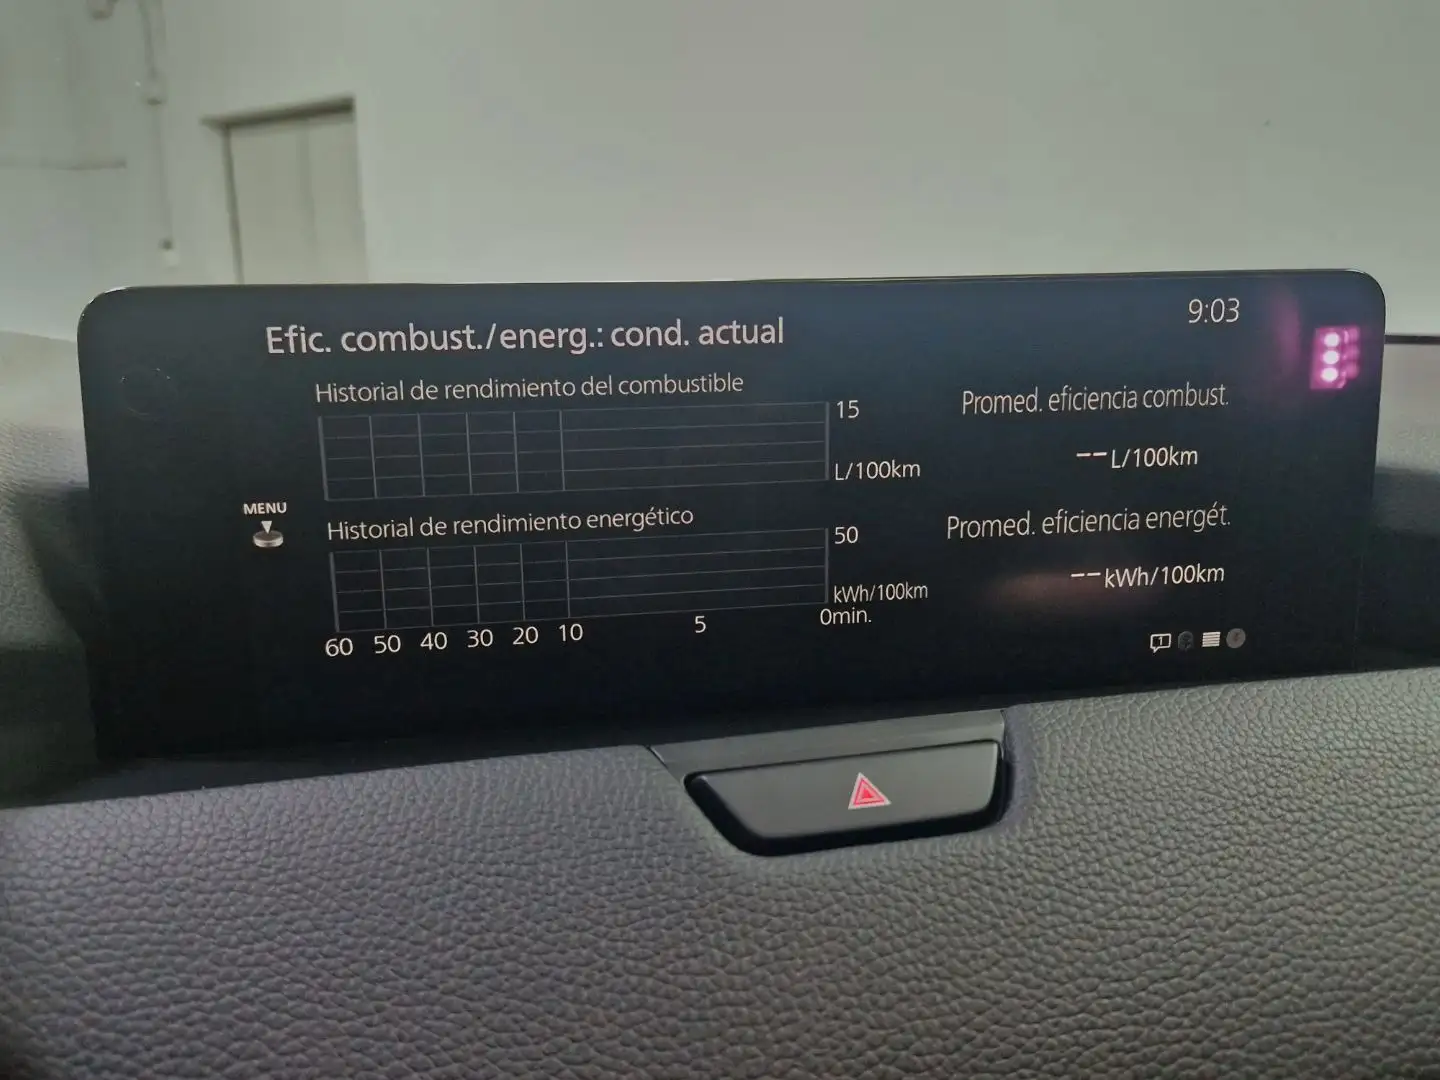 9:03
Efic. combust./energ.: cond. actual
Historial de rendimiento del combustible
15
L/100km
Promed. eficiencia combust.
--L/100km
MENU
Historial de rendimiento energético
50
kWh/100km
60 50 40 30 20 10 5 0min.
Promed. eficiencia energét.
--kWh/100km